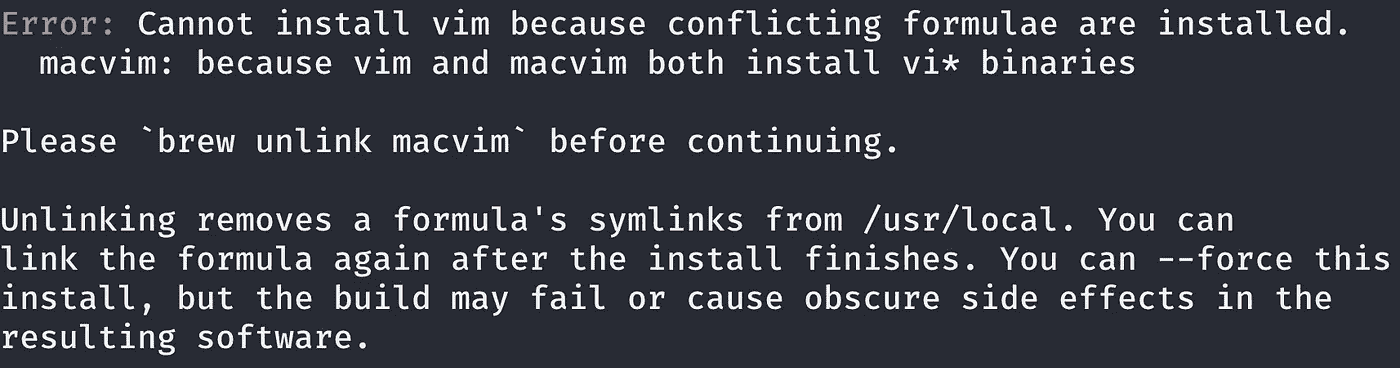 Error: Cannot install vim because conflicting formulae are installed.
  macvim: because vim and macvim both install vi* binaries

Please `brew unlink macvim` before continuing.

Unlinking removes a formula's symlinks from /usr/local. You can
link the formula again after the install finishes. You can --force this
install, but the build may fail or cause obscure side effects in the
resulting software.